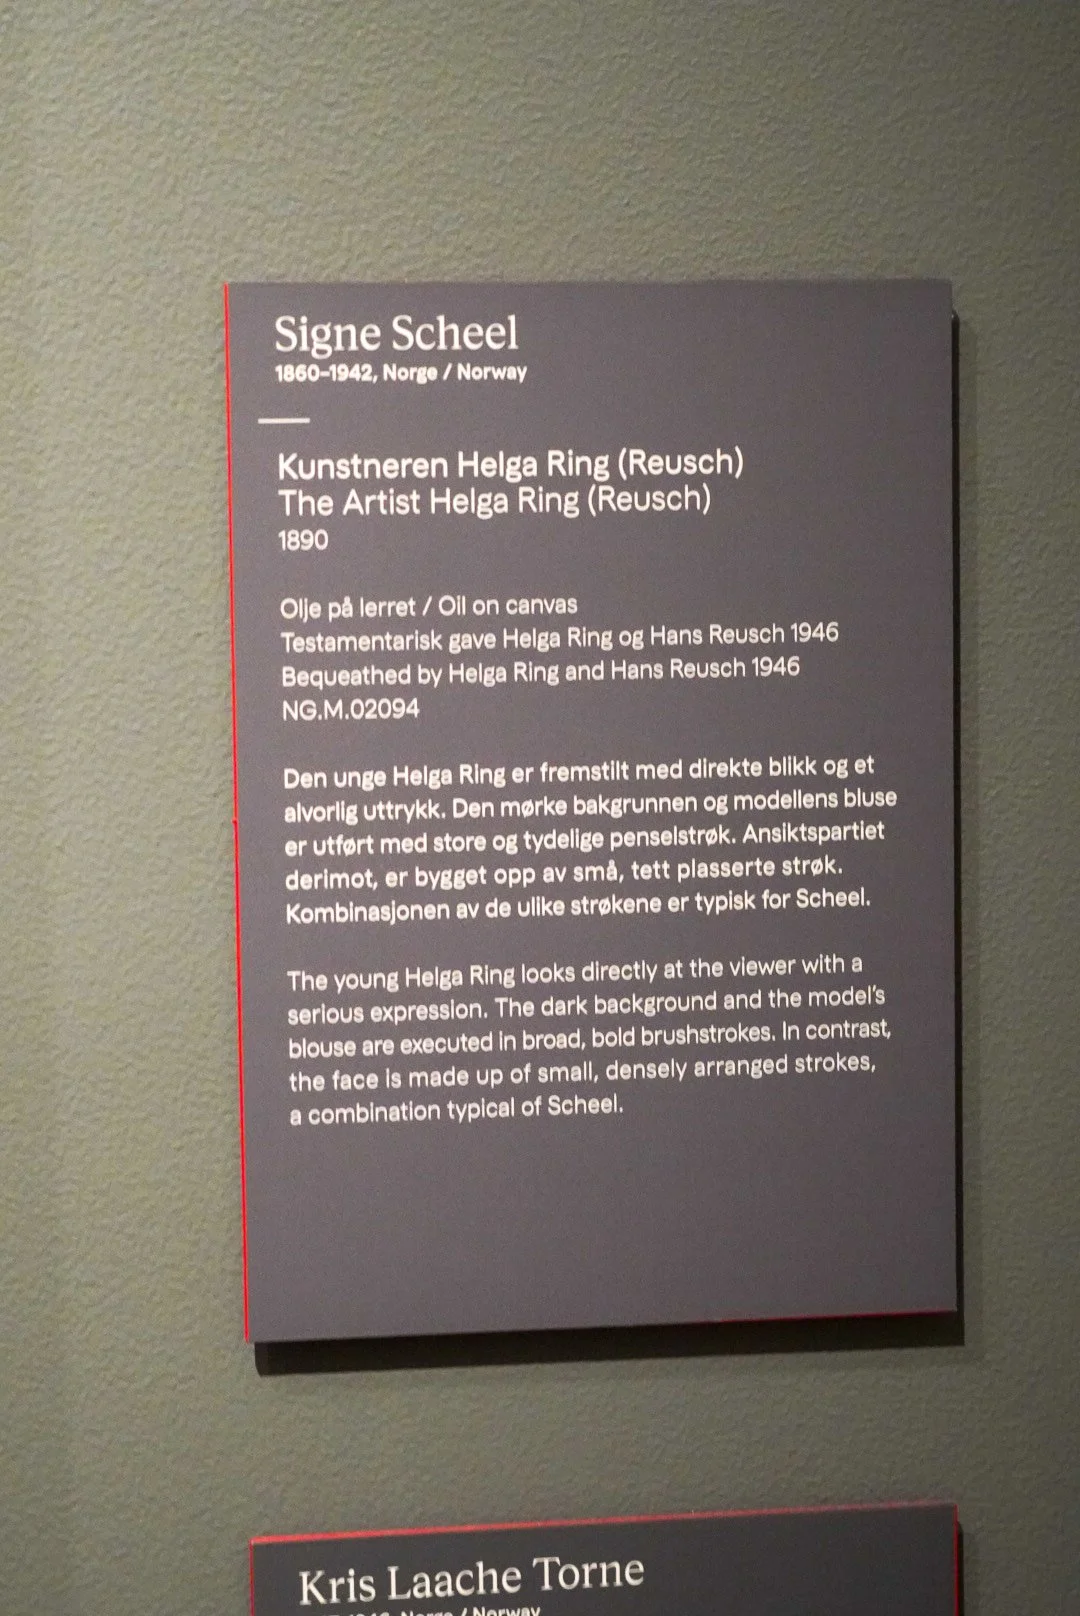 Signe Scheel
1860–1942, Norge / Norway
Kunstneren Helga Ring (Reusch)
The Artist Helga Ring (Reusch)
1890
Olje på lerret / Oil on canvas
Testamentarisk gave Helga Ring og Hans Reusch 1946
Bequeathed by Helga Ring and Hans Reusch 1946
NG.M.02094
Den unge Helga Ring er fremstilt med direkte blikk og et
alvorlig uttrykk. Den mørke bakgrunnen og modellens bluse
er utført med store og tydelige penselstrøk. Ansiktspartiet
derimot, er bygget opp av små, tett plasserte strøk.
Kombinasjonen av de ulike strøkene er typisk for Scheel.
The young Helga Ring looks directly at the viewer with a
serious expression. The dark background and the model's
blouse are executed in broad, bold brushstrokes. In contrast,
the face is made up of small, densely arranged strokes,
a combination typical of Scheel.
Kris Laache Torne
Norge / Norway